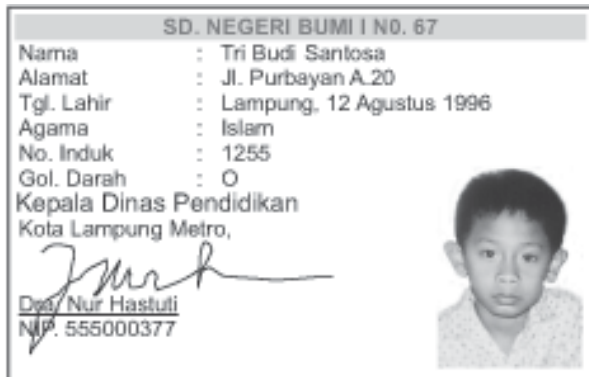 SD. NEGERI BUMI I N0. 67
Nama : Tri Budi Santosa
Alamat : Jl. Purbayan A.20
Tgl. Lahir : Lampung, 12 Agustus 1996
Agama : Islam
No. Induk : 1255
Gol. Darah : O
Kepala Dinas Pendidikan
Kota Lampung Metro,
Dra. Nur Hastuti
NIP. 555000377